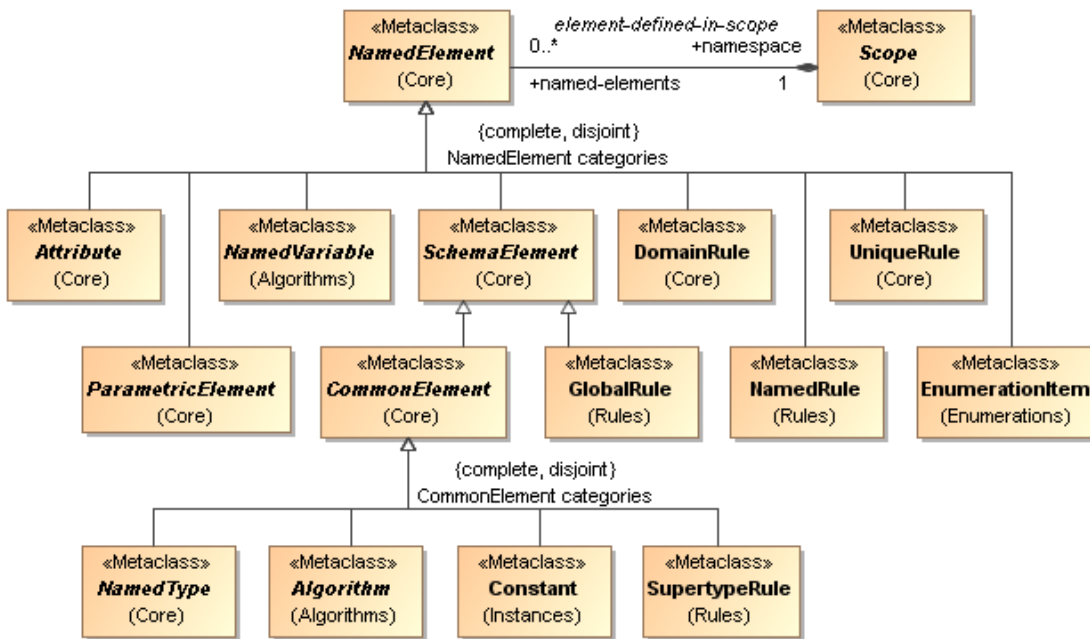 «Metaclass»
NamedElement
(Core)
element-defined-in-scope
0..*
+namespace
+named-elements
1
«Metaclass»
Scope
(Core)
{complete, disjoint}
NamedElement categories
«Metaclass»
Attribute
(Core)
«Metaclass»
NamedVariable
(Algorithms)
«Metaclass»
SchemaElement
(Core)
«Metaclass»
DomainRule
(Core)
«Metaclass»
UniqueRule
(Core)
«Metaclass»
ParametricElement
(Core)
«Metaclass»
CommonElement
(Core)
«Metaclass»
GlobalRule
(Rules)
«Metaclass»
NamedRule
(Rules)
«Metaclass»
EnumerationItem
(Enumerations)
{complete, disjoint}
CommonElement categories
«Metaclass»
NamedType
(Core)
«Metaclass»
Algorithm
(Algorithms)
«Metaclass»
Constant
(Instances)
«Metaclass»
SupertypeRule
(Rules)